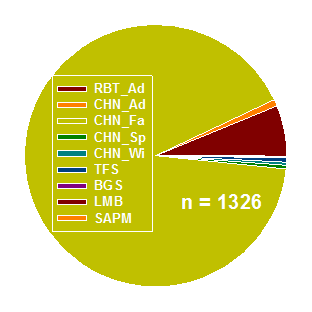 RBT_Ad
CHN_Ad
CHN_Fa
CHN_Sp
CHN_Wi
TFS
BGS
LMB
SAPM
n = 1326